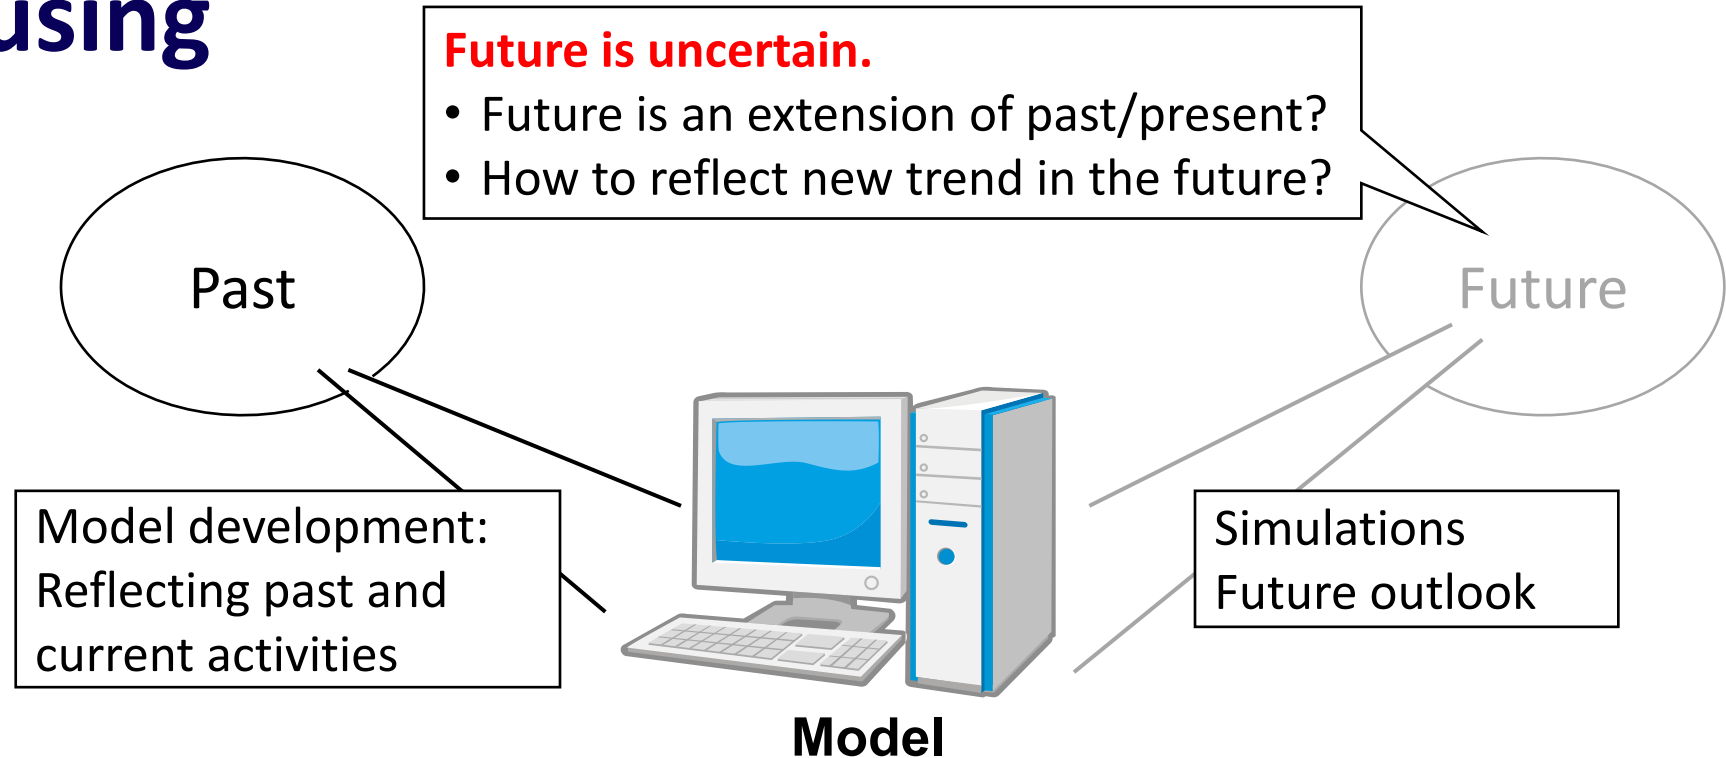 using
Future is uncertain.
• Future is an extension of past/present?
• How to reflect new trend in the future?
Past
Future
Model development:
Reflecting past and
current activities
Simulations
Future outlook
Model